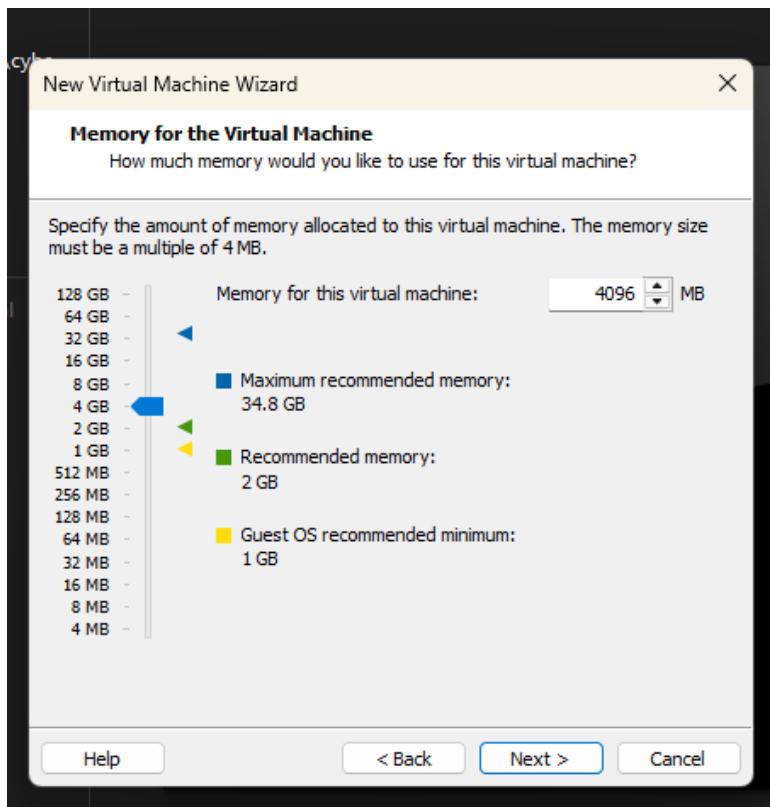 New Virtual Machine Wizard
Memory for the Virtual Machine
How much memory would you like to use for this virtual machine?
Specify the amount of memory allocated to this virtual machine. The memory size
must be a multiple of 4 MB.
Memory for this virtual machine: 4096 MB
128 GB
64 GB
32 GB
16 GB
8 GB
4 GB
2 GB
1 GB
512 MB
256 MB
128 MB
64 MB
32 MB
16 MB
8 MB
4 MB
Maximum recommended memory:
34.8 GB
Recommended memory:
2 GB
Guest OS recommended minimum:
1 GB
Help
< Back
Next >
Cancel